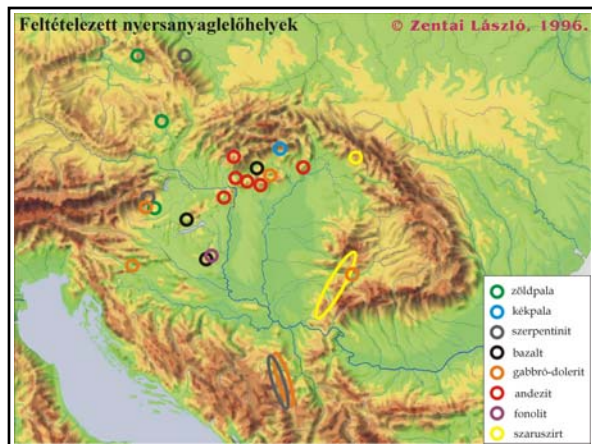 Feltételezett nyersanyaglelőhelyek
© Zentai László, 1996.
zöldpala
kékpala
szerpentinit
bazalt
gabbró-dolerit
andezit
fonolit
szaruszirt